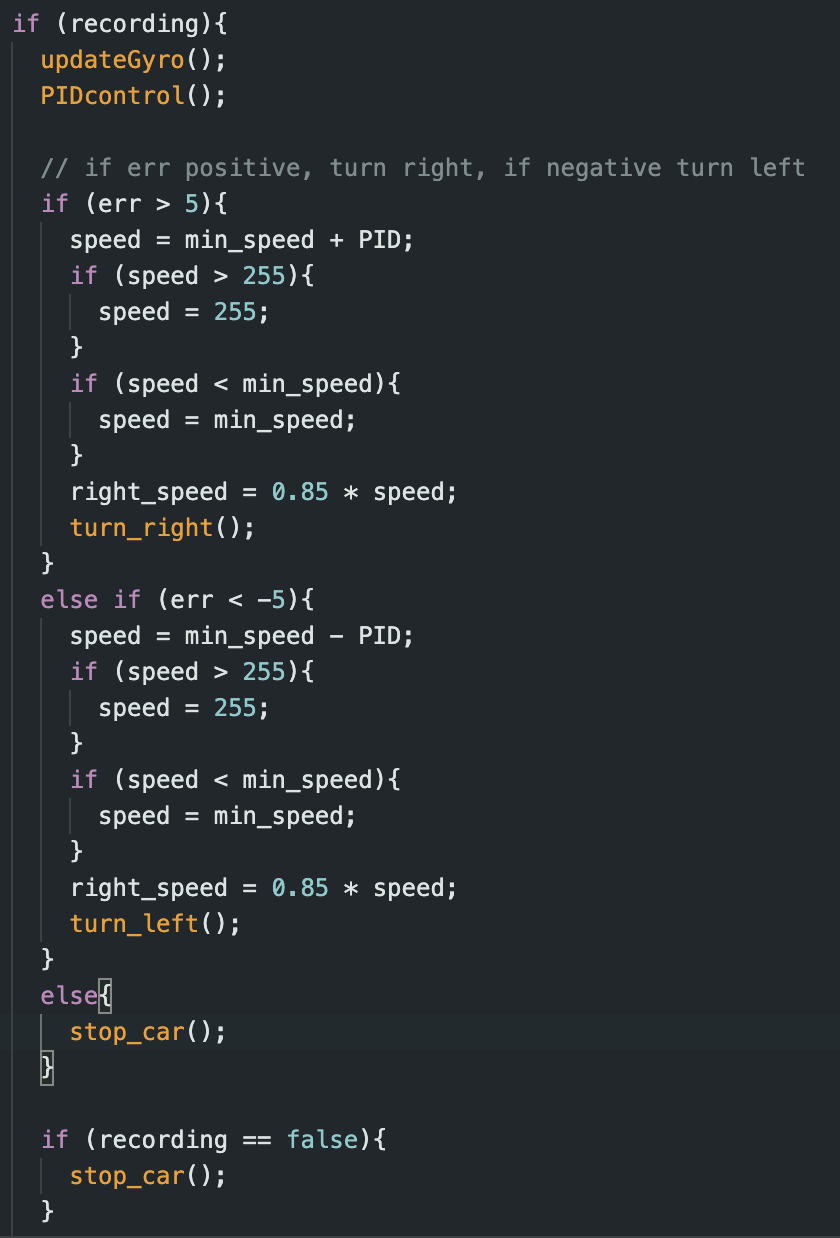 if (recording){
updateGyro();
PIDcontrol();
// if err positive, turn right, if negative turn left
if (err > 5){
speed = min_speed + PID;
if (speed > 255){
speed = 255;
}
if (speed < min_speed){
speed = min_speed;
}
right_speed = 0.85 * speed;
turn_right();
}
else if (err < -5){
speed = min_speed - PID;
if (speed > 255){
speed = 255;
}
if (speed < min_speed){
speed = min_speed;
}
right_speed = 0.85 * speed;
turn_left();
}
else{
stop_car();
}
if (recording == false){
stop_car();
}